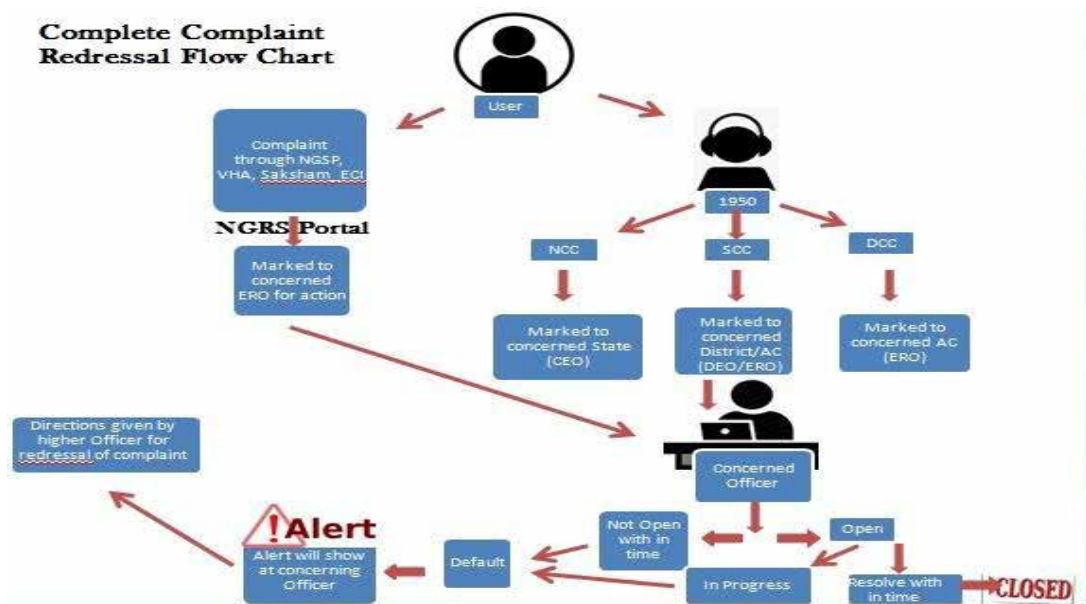 Complete Complaint
Redressal Flow Chart
User
Complaint
through NGSP,
VHA, Saksham_ECI
NGRS Portal
Marked to
concerned
ERO for action
1950
NCC
SCC
DCC
Marked to
concerned State
(CEO)
Marked to
concerned
District/AC
(DEO/ERO)
Marked to
concerned AC
(ERO)
Directions given by
higher Officer for
redressal of complaint
Concerned
Officer
Alert
Alert will show
at concerning
Officer
Default
Not Open
with in
time
Open
In Progress
Resolve with
in time
CLOSED